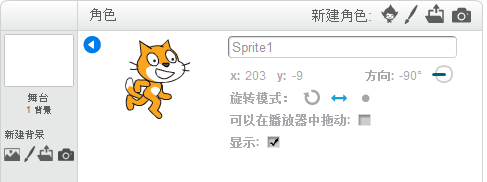 角色
新建角色:
Sprite1
x: 203 y: -9 方向: -90°
旋转模式:
可以在播放器中拖动:
显示:
舞台
1 背景
新建背景